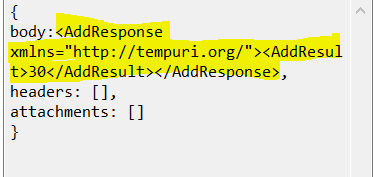 {
body:<AddResponse
xmlns="http://tempuri.org/"><AddResul
t>30</AddResult></AddResponse>,
headers: [],
attachments: []
}